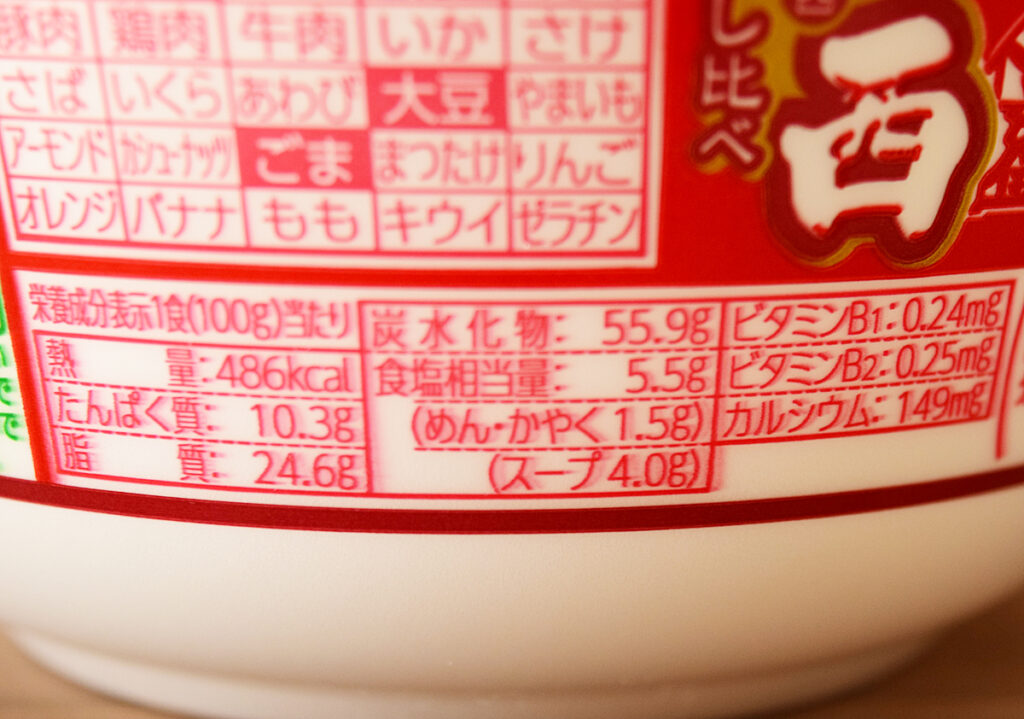 豚肉 鶏肉 牛肉 いか さけ
さば いくら あわび 大豆 やまいも
アーモンド カシューナッツ ごま まつたけ りんご
オレンジ バナナ もも キウイ ゼラチン
し比べ
西
栄養成分表示1食(100g)当たり
熱量:486kcal
たんぱく質:10.3g
脂質:24.6g
炭水化物:55.9g
食塩相当量:5.5g
(めん・かやく1.5g)
(スープ4.0g)
ビタミンB1:0.24mg
ビタミンB2:0.25mg
カルシウム:149mg